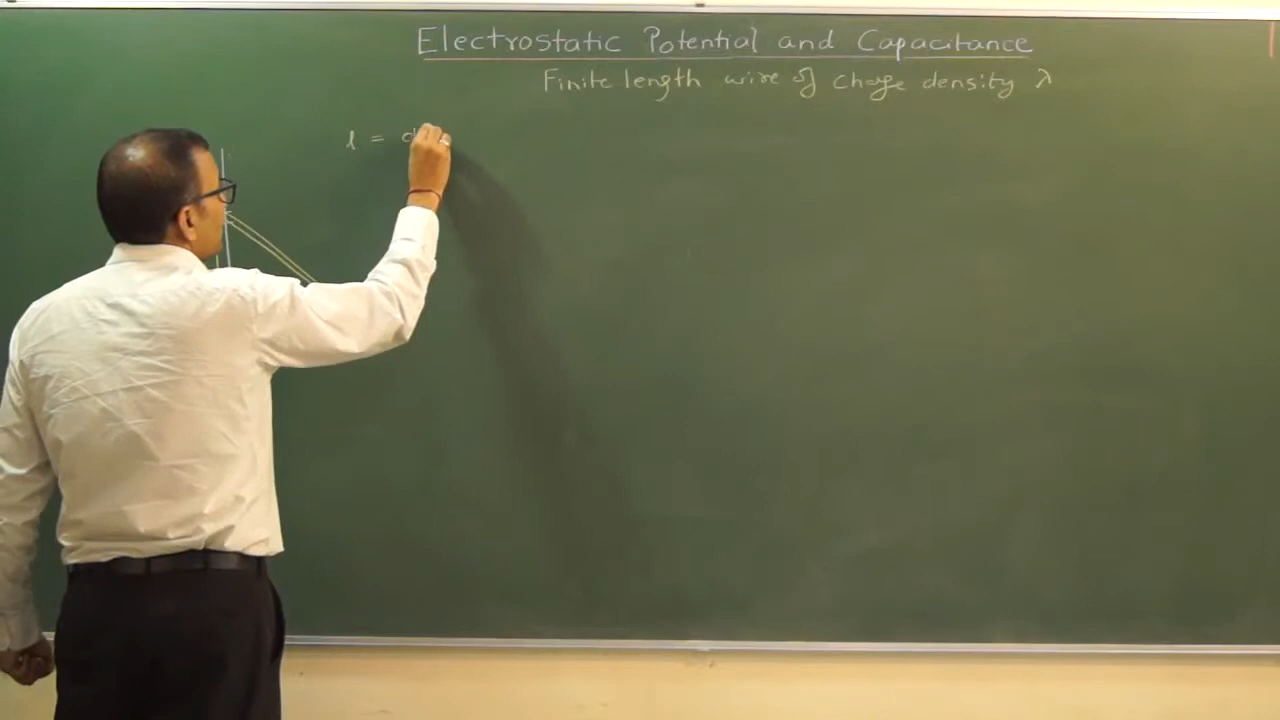 Electrostatic Potential and Capacitance
Finite length wire of charge density λ
l = d